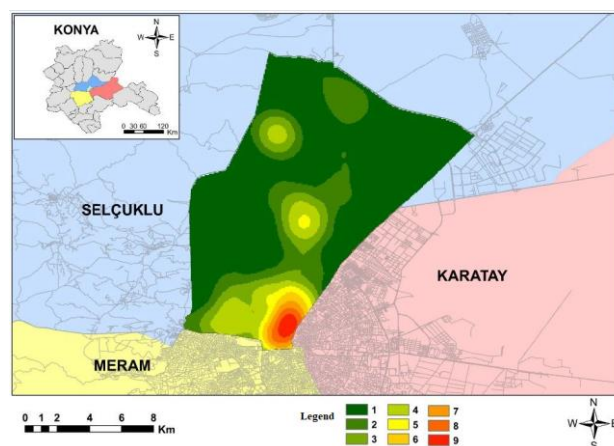 KONYA
N
W E
S
0 30 60 120
Km
SELÇUKLU
KARATAY
MERAM
0 1 2 4 6 8
Km
Legend
1 4 7
2 5 8
3 6 9
N
W E
S